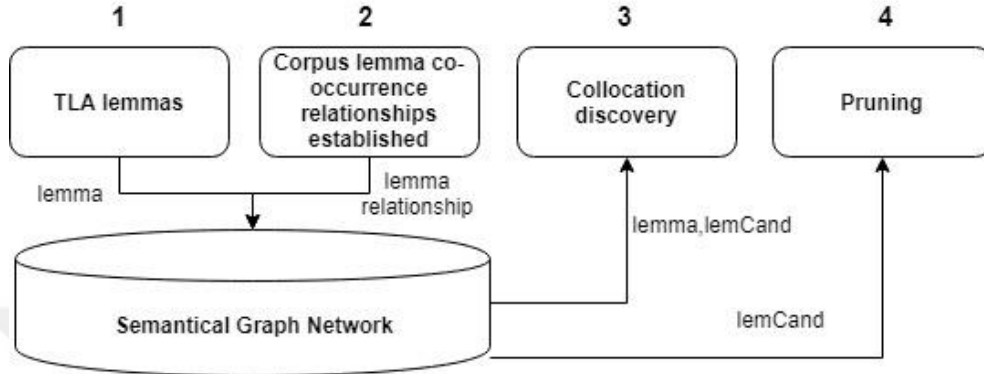 1
2
3
4
TLA lemmas
Corpus lemma co-
occurrence
relationships
established
Collocation
discovery
Pruning
lemma
lemma
relationship
lemma,lemCand
lemCand
Semantical Graph Network